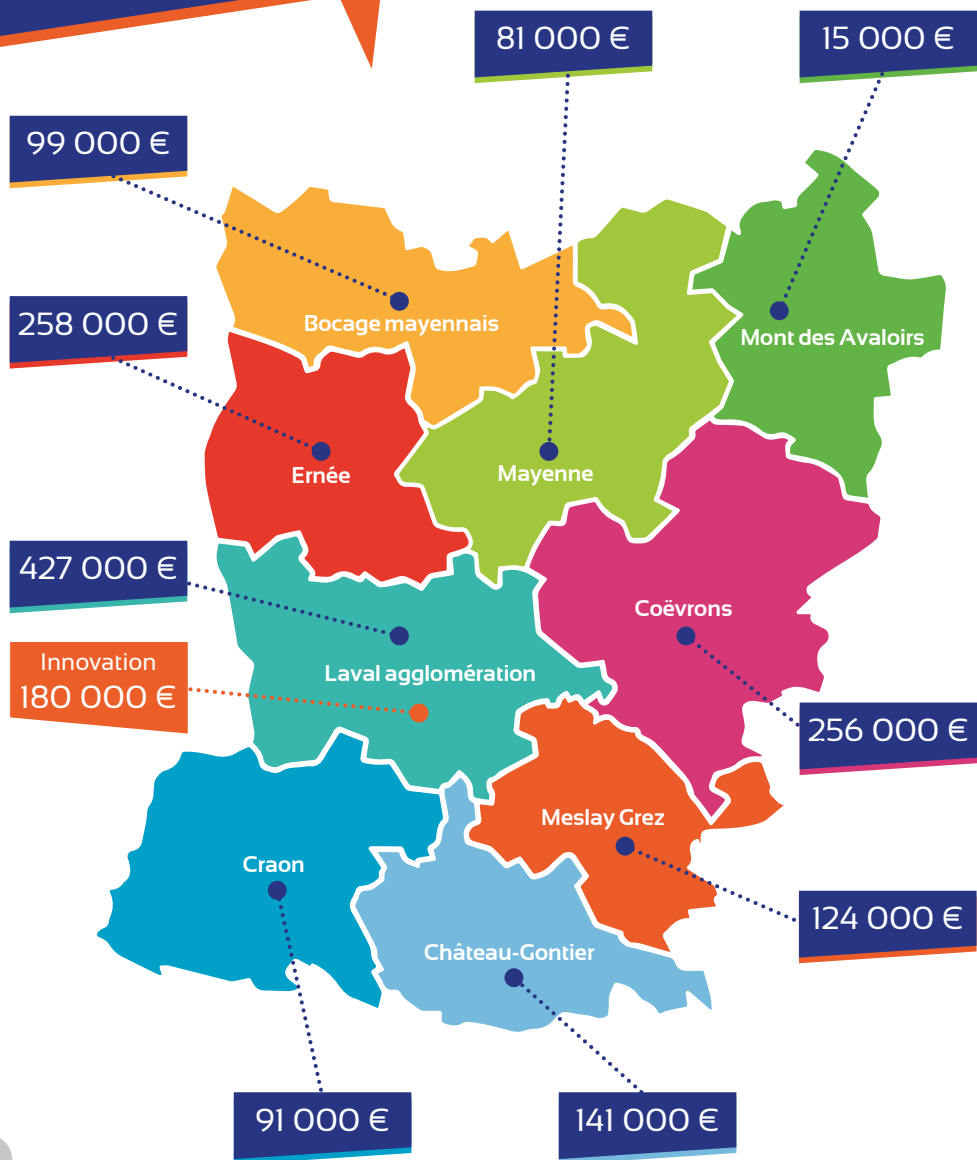 81 000 €
15 000 €
99 000 €
258 000 €
Bocage mayennais
Mont des Avaloirs
Ernée
Mayenne
427 000 €
Coëvrons
Innovation
180 000 €
Laval agglomération
256 000 €
Meslay Grez
Craon
124 000 €
Château-Gontier
91 000 €
141 000 €